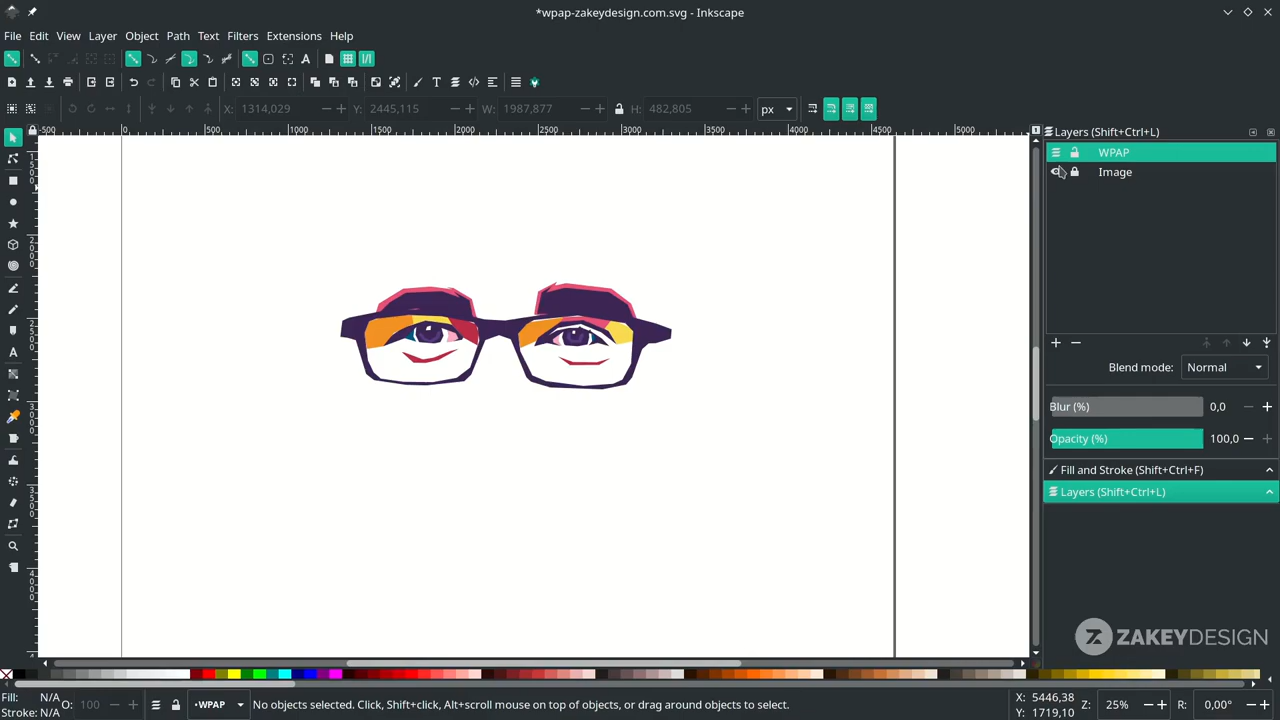 *wpap-zakeydesign.com.svg - Inkscape
File Edit View Layer Object Path Text Filters Extensions Help
X: 1314,029 Y: 2445,115 W: 1987,877 H: 482,805 px
-500 0 500 1000 1500 2000 2500 3000 3500 4000 4500 5000
Layers (Shift+Ctrl+L)
WPAP
Image
Blend mode: Normal
Blur (%) 0,0
Opacity (%) 100,0
Fill and Stroke (Shift+Ctrl+F)
Layers (Shift+Ctrl+L)
ZAKEYDESIGN
Fill: N/A
Stroke: N/A
O: 100
•WPAP
No objects selected. Click, Shift+click, Alt+scroll mouse on top of objects, or drag around objects to select.
X: 5446,38
Y: 1719,10
Z: 25%
R: 0,00°